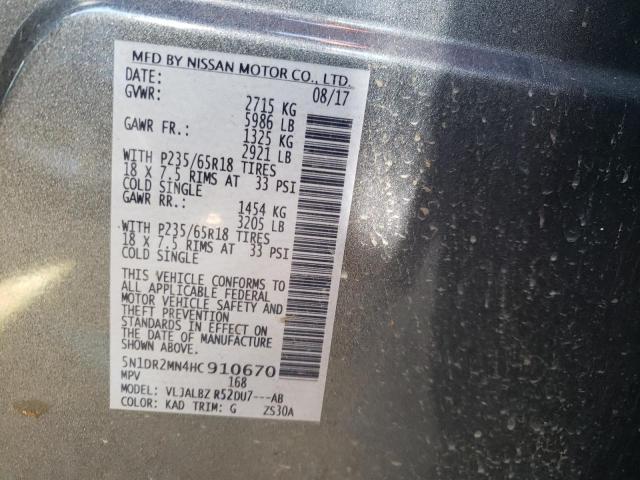 MFD BY NISSAN MOTOR CO., LTD.
DATE: 08/17
GVWR: 2715 KG
5986 LB
GAWR FR.: 1325 KG
2921 LB
WITH P235/65R18 TIRES
18 X 7.5 RIMS AT 33 PSI
COLD SINGLE
GAWR RR.: 1454 KG
3205 LB
WITH P235/65R18 TIRES
18 X 7.5 RIMS AT 33 PSI
COLD SINGLE
THIS VEHICLE CONFORMS TO
ALL APPLICABLE FEDERAL
MOTOR VEHICLE SAFETY AND
THEFT PREVENTION
STANDARDS IN EFFECT ON
THE DATE OF MANUFACTURE
SHOWN ABOVE.
5N1DR2MN4HC910670
MPV 168
MODEL: VLJALBZ R52DU7---AB
COLOR: KAD TRIM: G ZS30A